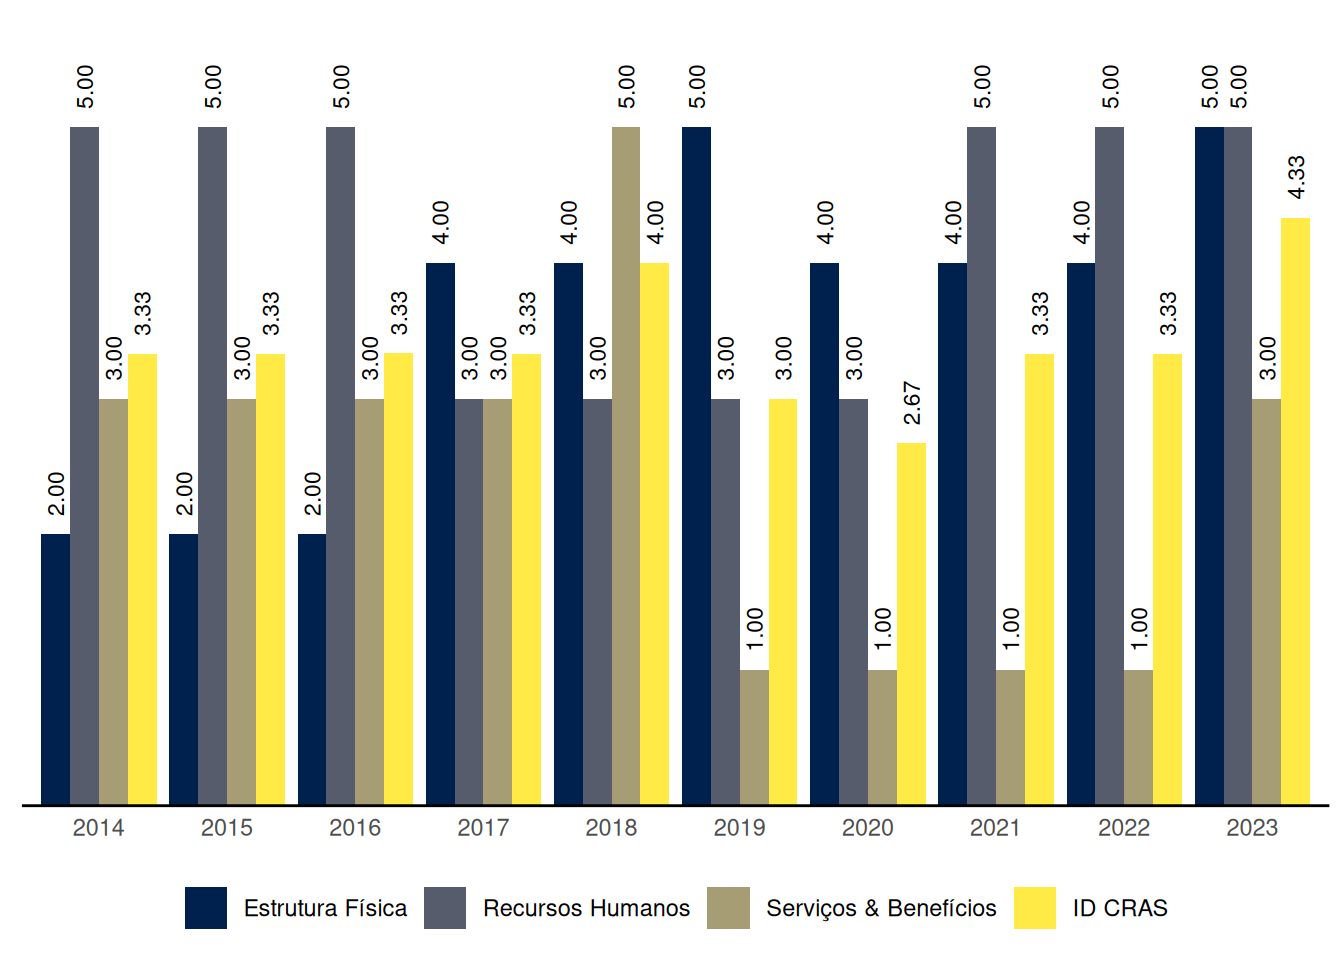 5.00 5.00 5.00 5.00 5.00 5.00 5.00 5.00 5.00
4.33
4.00 4.00 4.00 4.00 4.00 4.00
3.33 3.33 3.33 3.33 3.33 3.33
3.00 3.00 3.00 3.00 3.00 3.00 3.00 3.00 3.00 3.00
2.67
2.00 2.00 2.00
1.00 1.00 1.00 1.00
2014 2015 2016 2017 2018 2019 2020 2021 2022 2023
Estrutura Física Recursos Humanos Serviços & Benefícios ID CRAS